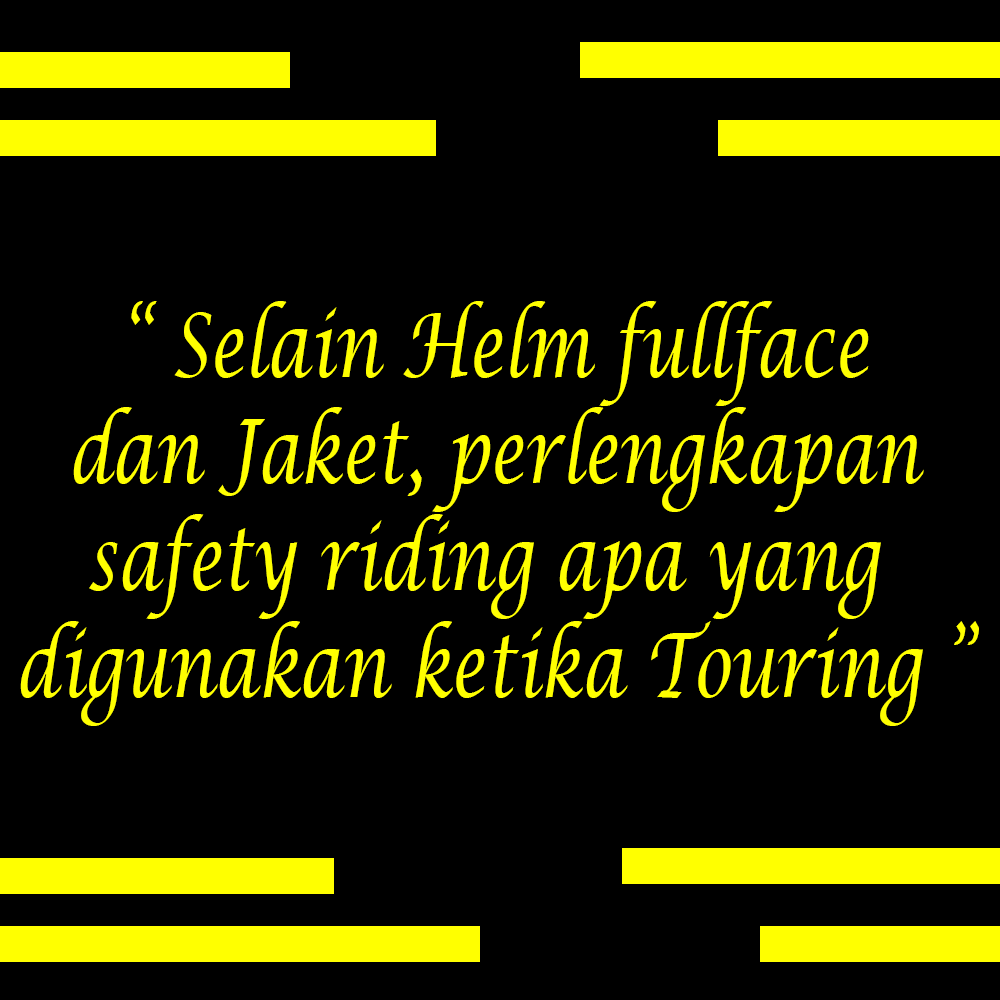 “ Selain Helm fullface
dan Jaket, perlengkapan
safety riding apa yang
digunakan ketika Touring ”